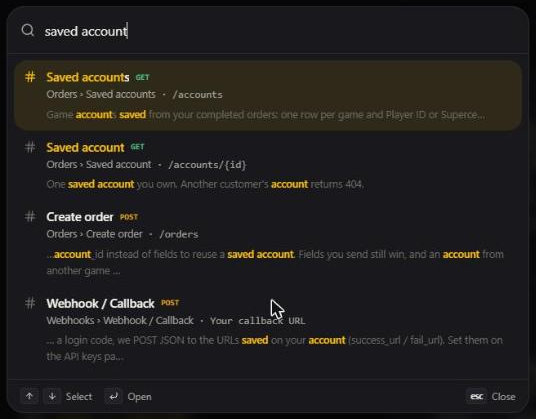 saved account
# Saved accounts GET
Orders › Saved accounts · /accounts
Game accounts saved from your completed orders: one row per game and Player ID or Superce...
# Saved account GET
Orders › Saved account · /accounts/{id}
One saved account you own. Another customer's account returns 404.
# Create order POST
Orders › Create order · /orders
...account_id instead of fields to reuse a saved account. Fields you send still win, and an account from
another game ...
# Webhook / Callback POST
Webhooks › Webhook / Callback · Your callback URL
... a login code, we POST JSON to the URLs saved on your account (success_url / fail_url). Set them on
the API keys pa...
↑ ↓ Select ↵ Open esc Close